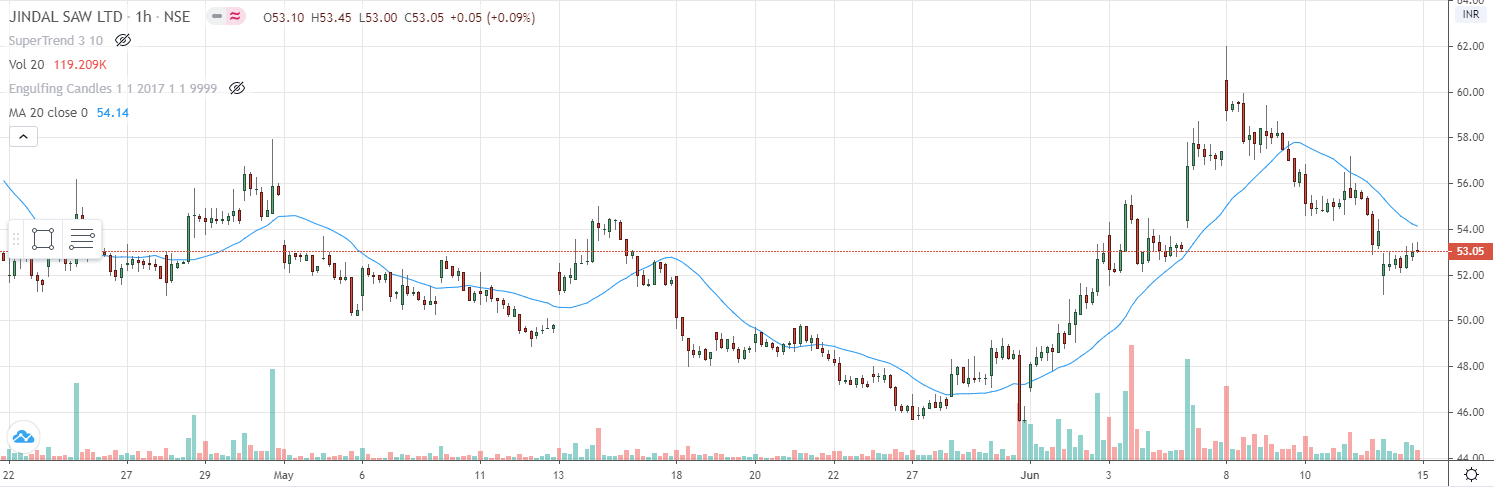 JINDAL SAW LTD · 1h · NSE O53.10 H53.45 L53.00 C53.05 +0.05 (+0.09%)
SuperTrend 3 10
Vol 20 119.209K
Engulfing Candles 1 1 2017 1 1 9999
MA 20 close 0 54.14
64.00
INR
62.00
60.00
58.00
56.00
54.00
53.05
52.00
50.00
48.00
46.00
44.00
22 27 29 May 6 11 13 18 20 22 27 Jun 3 8 10 15